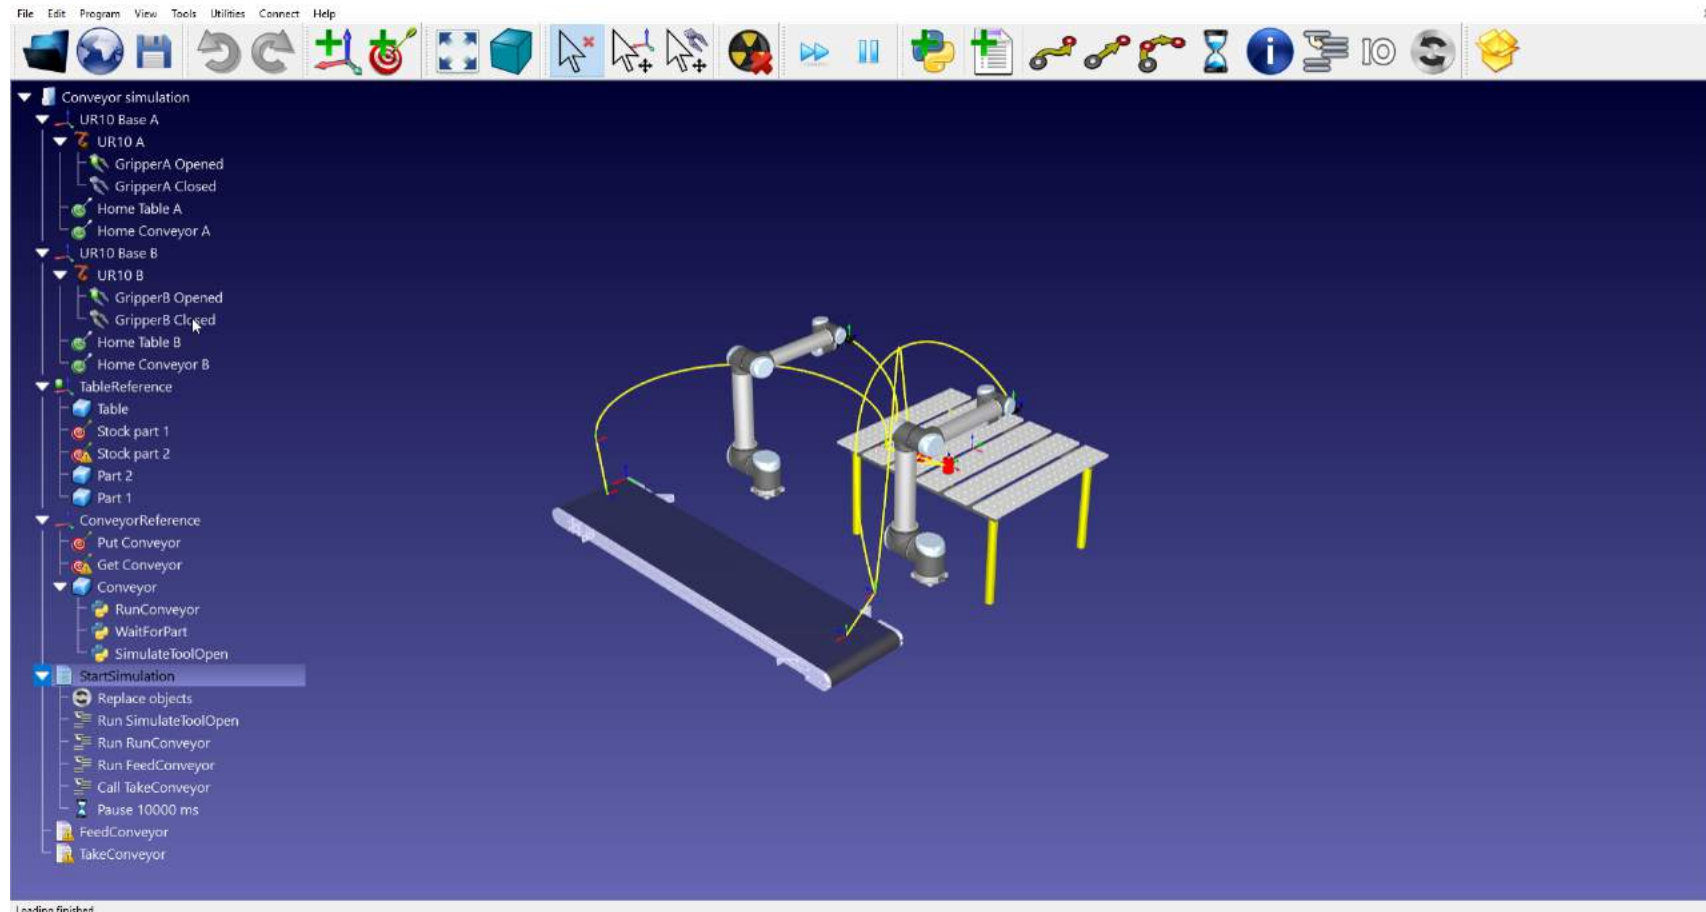 File Edit Program View Tools Utilities Connect Help
IO
Conveyor simulation
UR10 Base A
UR10 A
GripperA Opened
GripperA Closed
Home Table A
Home Conveyor A
UR10 Base B
UR10 B
GripperB Opened
GripperB Closed
Home Table B
Home Conveyor B
TableReference
Table
Stock part 1
Stock part 2
Part 2
Part 1
ConveyorReference
Put Conveyor
Get Conveyor
Conveyor
RunConveyor
WaitForPart
SimulateToolOpen
StartSimulation
Replace objects
Run SimulateToolOpen
Run RunConveyor
Run FeedConveyor
Call TakeConveyor
Pause 10000 ms
FeedConveyor
TakeConveyor
Loading finished